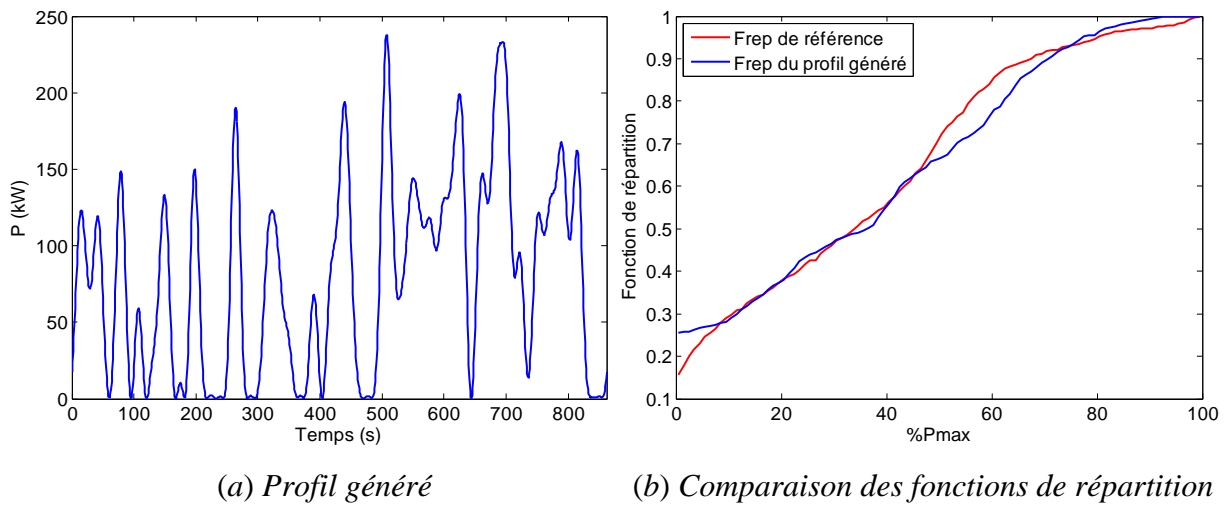 250
200
150
100
50
0
P (kW)
0 100 200 300 400 500 600 700 800
Temps (s)
(a) Profil généré
1
0.9
0.8
0.7
0.6
0.5
0.4
0.3
0.2
0.1
Fonction de répartition
Frep de référence
Frep du profil généré
0 20 40 60 80 100
%Pmax
(b) Comparaison des fonctions de répartition